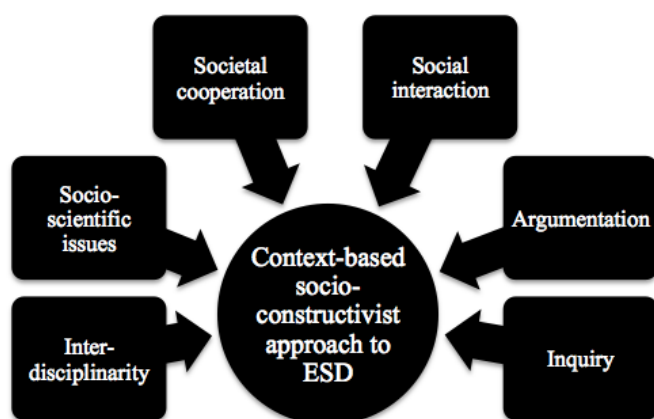 Societal
cooperation
Social
interaction
Socio-
scientific
issues
Argumentation
Context-based
socio-
constructivist
approach to
ESD
Inter-
disciplinarity
Inquiry